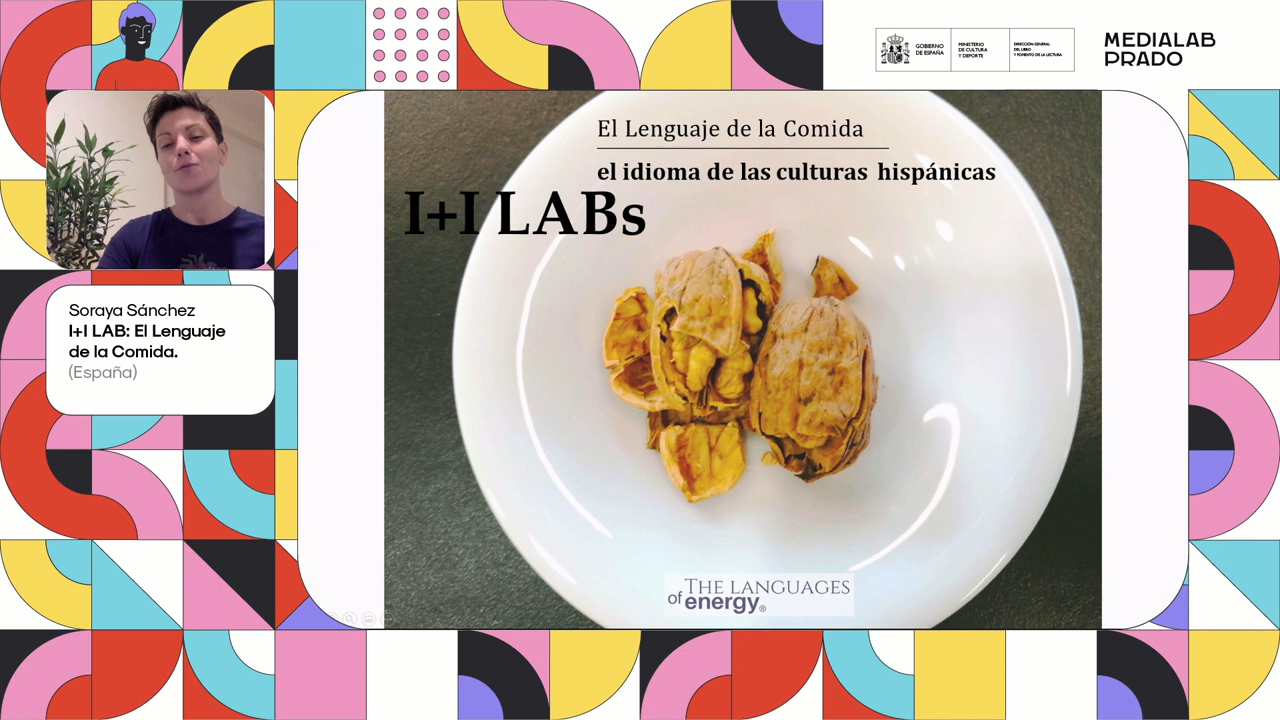 GOBIERNO
DE ESPAÑA
MINISTERIO
DE CULTURA
Y DEPORTE
DIRECCIÓN GENERAL
DEL LIBRO
Y FOMENTO DE LA LECTURA
MEDIALAB
PRADO
El Lenguaje de la Comida
el idioma de las culturas hispánicas
I+I LABs
Soraya Sánchez
I+I LAB: El Lenguaje
de la Comida.
(España)
THE LANGUAGES
of energy®